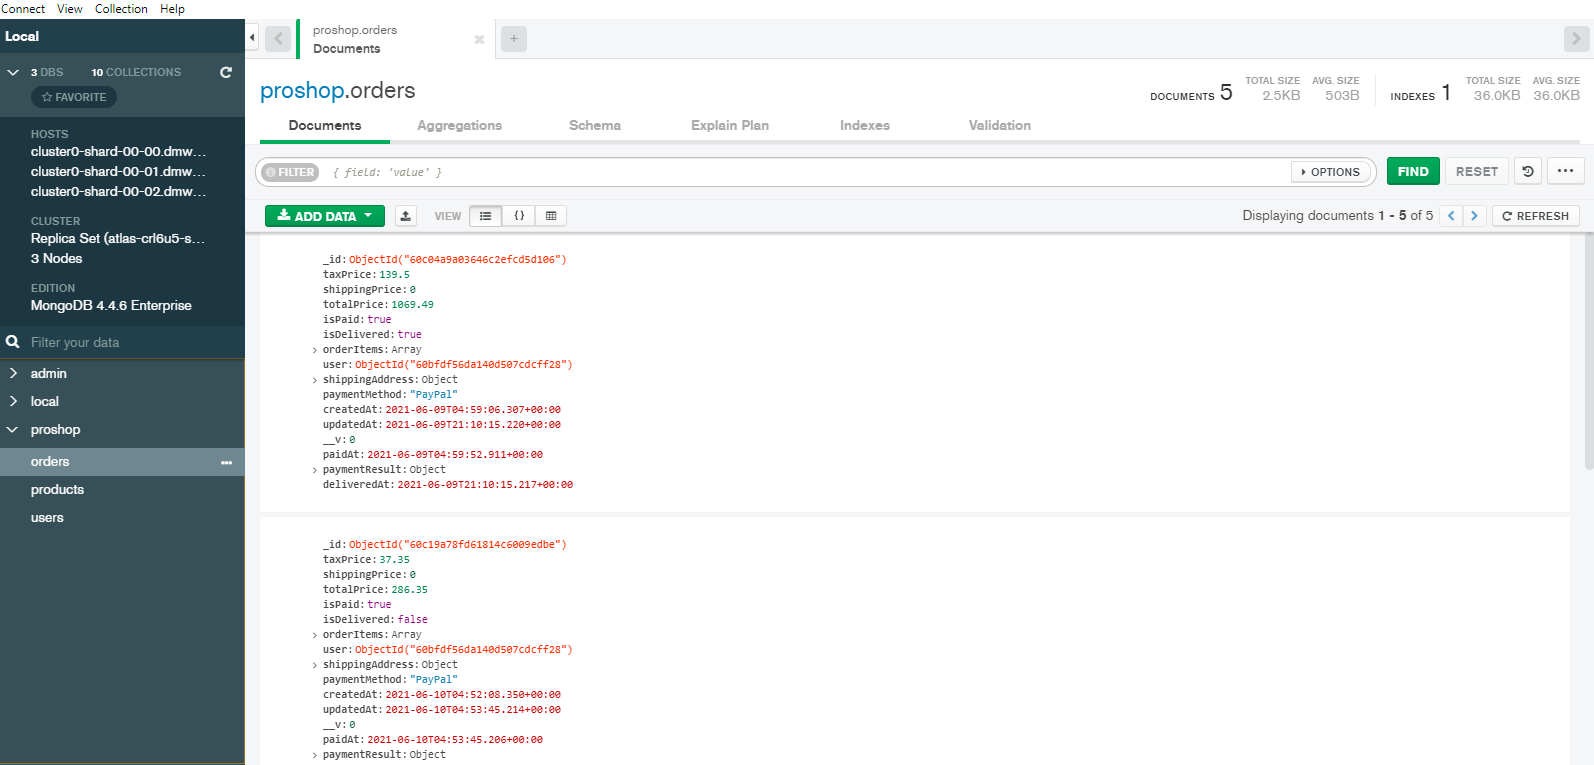 Connect View Collection Help
Local
3 DBS 10 COLLECTIONS
FAVORITE
HOSTS
cluster0-shard-00-00.dmw...
cluster0-shard-00-01.dmw...
cluster0-shard-00-02.dmw...
CLUSTER
Replica Set (atlas-crl6u5-s...
3 Nodes
EDITION
MongoDB 4.4.6 Enterprise
Filter your data
admin
local
proshop
orders
products
users
proshop.orders
Documents
proshop.orders
DOCUMENTS 5 TOTAL SIZE 2.5KB AVG. SIZE 503B INDEXES 1 TOTAL SIZE 36.0KB AVG. SIZE 36.0KB
Documents Aggregations Schema Explain Plan Indexes Validation
FILTER { field: 'value' } OPTIONS FIND RESET ...
ADD DATA VIEW {} Displaying documents 1 - 5 of 5 < > REFRESH
_id: ObjectId("60c04a9a03646c2efcd5d106")
taxPrice: 139.5
shippingPrice: 0
totalPrice: 1069.49
isPaid: true
isDelivered: true
> orderItems: Array
user: ObjectId("60bfdf56da140d507cdcff28")
> shippingAddress: Object
paymentMethod: "PayPal"
createdAt: 2021-06-09T04:59:06.307+00:00
updatedAt: 2021-06-09T21:10:15.220+00:00
__v: 0
paidAt: 2021-06-09T04:59:52.911+00:00
> paymentResult: Object
deliveredAt: 2021-06-09T21:10:15.217+00:00
_id: ObjectId("60c19a78fd61814c6009edbe")
taxPrice: 37.35
shippingPrice: 0
totalPrice: 286.35
isPaid: true
isDelivered: false
> orderItems: Array
user: ObjectId("60bfdf56da140d507cdcff28")
> shippingAddress: Object
paymentMethod: "PayPal"
createdAt: 2021-06-10T04:52:08.350+00:00
updatedAt: 2021-06-10T04:53:45.214+00:00
__v: 0
paidAt: 2021-06-10T04:53:45.206+00:00
> paymentResult: Object